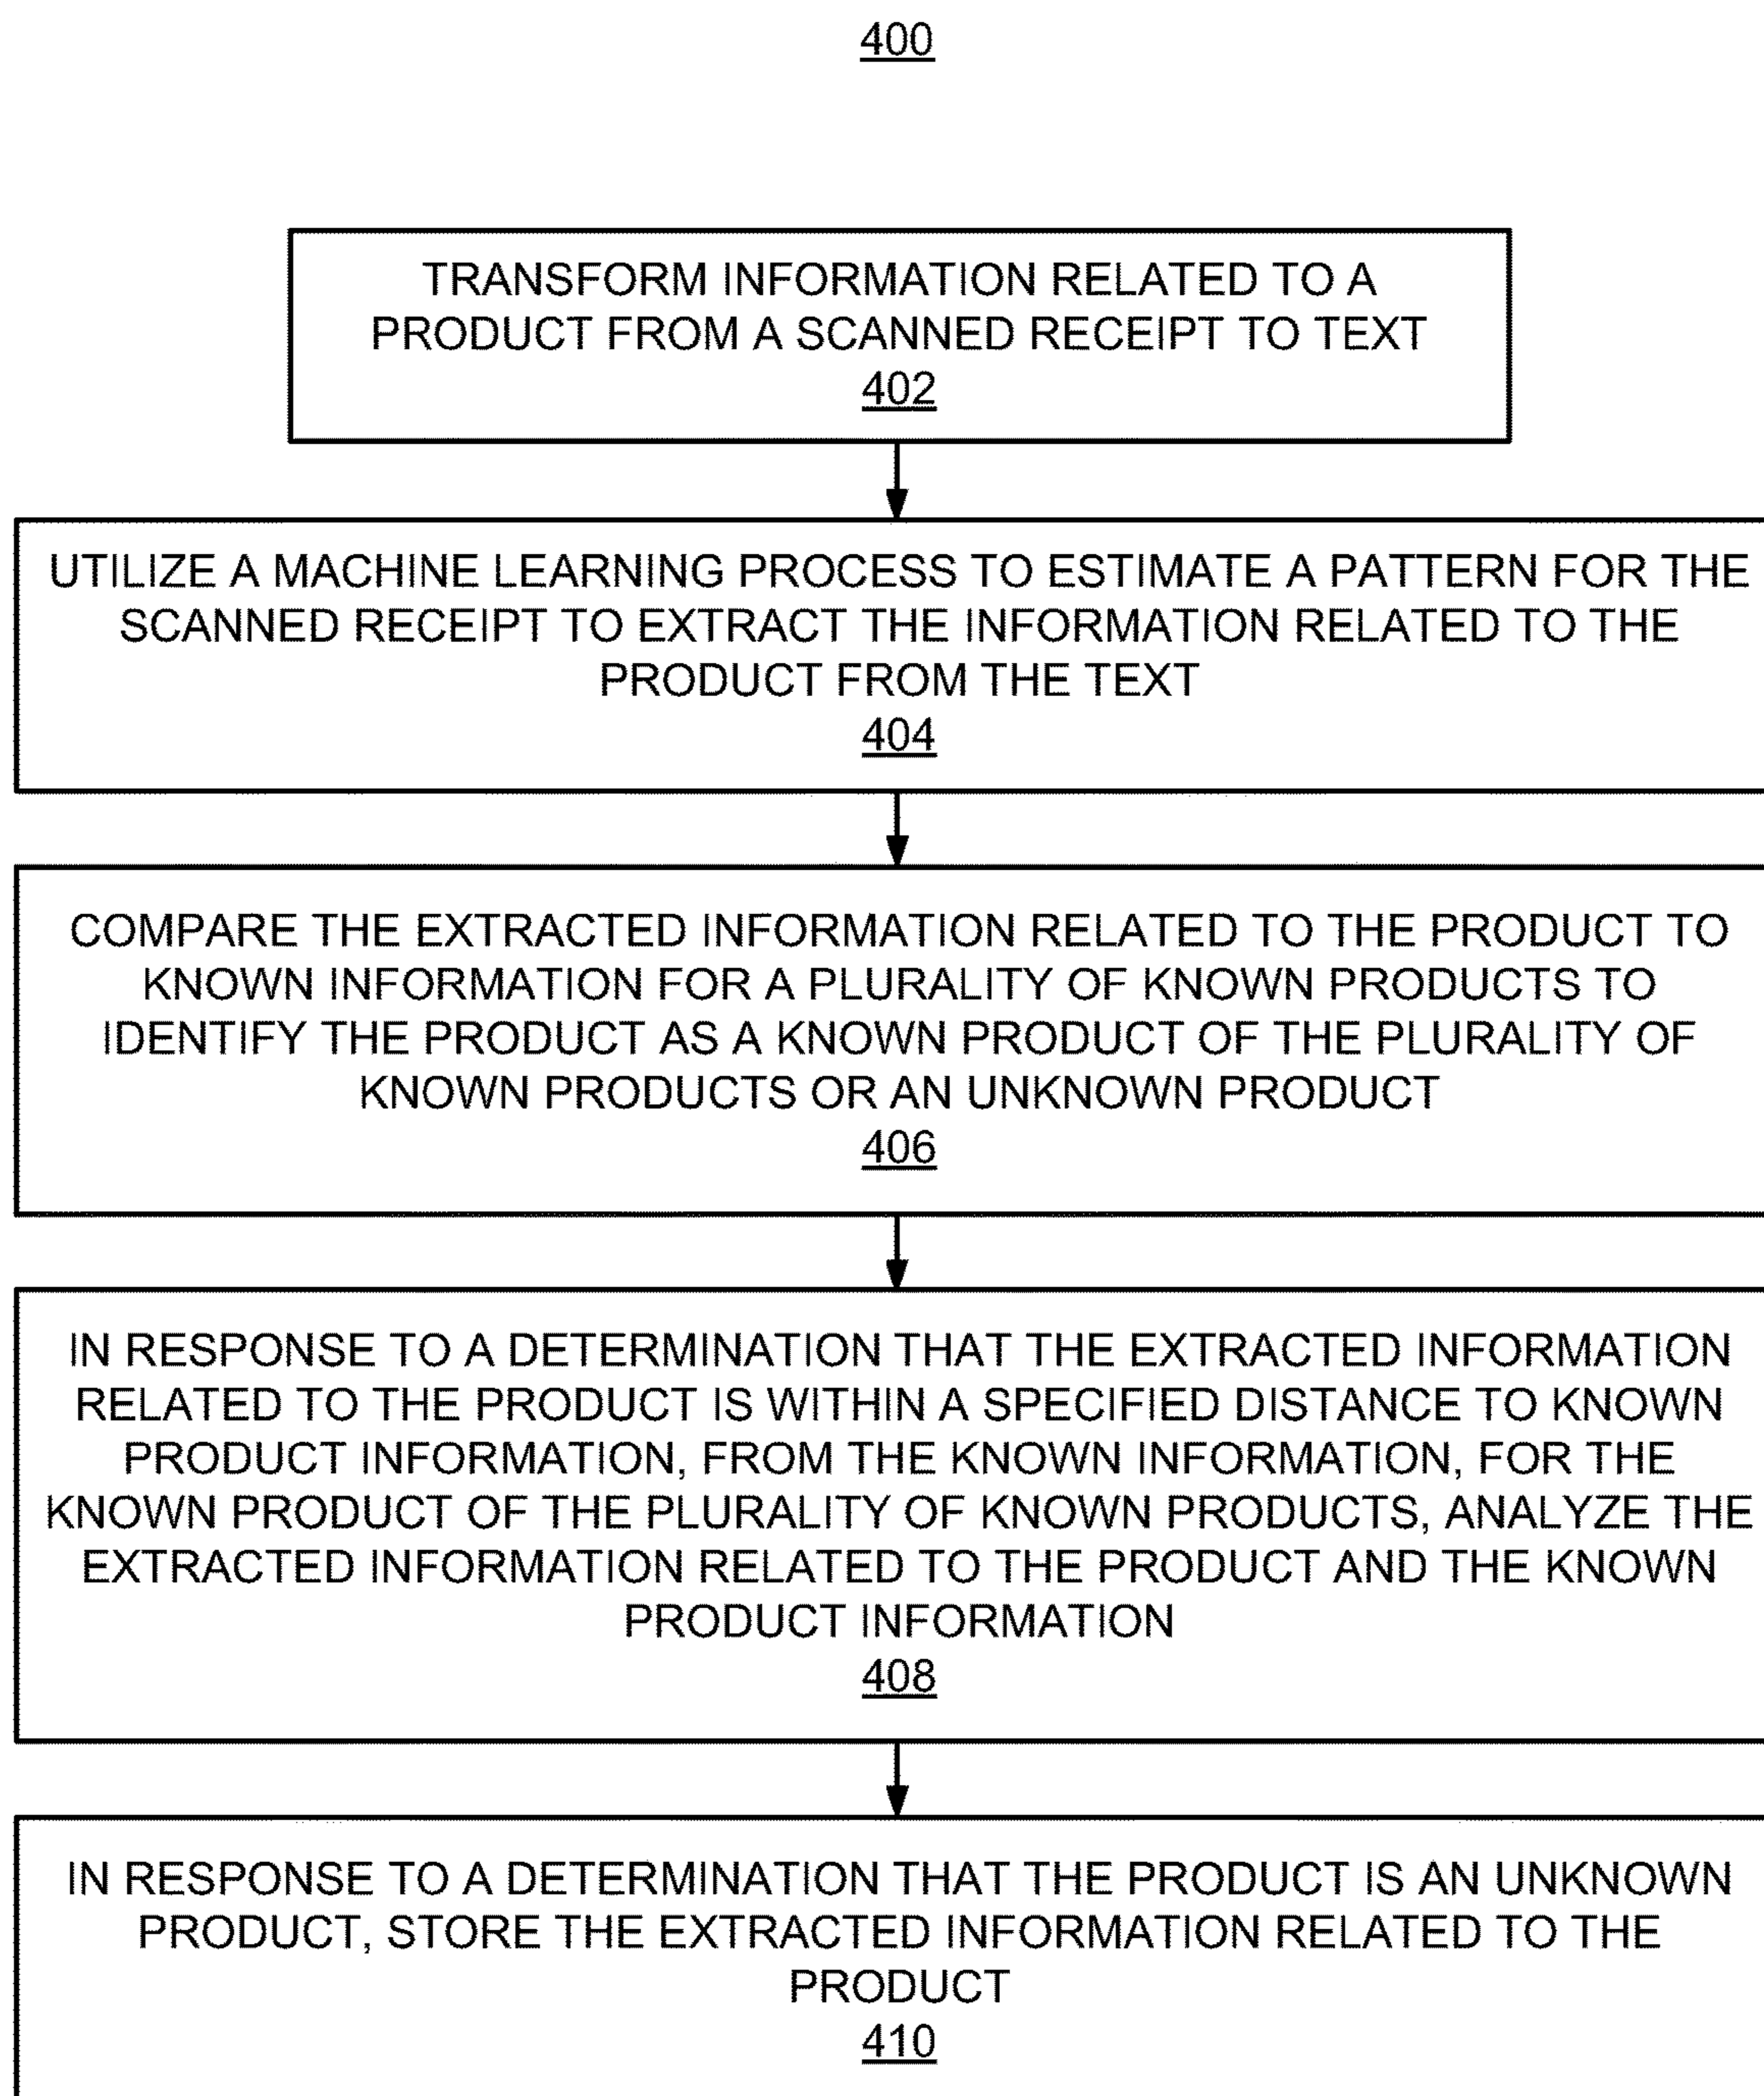 400
TRANSFORM INFORMATION RELATED TO A
PRODUCT FROM A SCANNED RECEIPT TO TEXT
402
UTILIZE A MACHINE LEARNING PROCESS TO ESTIMATE A PATTERN FOR THE
SCANNED RECEIPT TO EXTRACT THE INFORMATION RELATED TO THE
PRODUCT FROM THE TEXT
404
COMPARE THE EXTRACTED INFORMATION RELATED TO THE PRODUCT TO
KNOWN INFORMATION FOR A PLURALITY OF KNOWN PRODUCTS TO
IDENTIFY THE PRODUCT AS A KNOWN PRODUCT OF THE PLURALITY OF
KNOWN PRODUCTS OR AN UNKNOWN PRODUCT
406
IN RESPONSE TO A DETERMINATION THAT THE EXTRACTED INFORMATION
RELATED TO THE PRODUCT IS WITHIN A SPECIFIED DISTANCE TO KNOWN
PRODUCT INFORMATION, FROM THE KNOWN INFORMATION, FOR THE
KNOWN PRODUCT OF THE PLURALITY OF KNOWN PRODUCTS, ANALYZE THE
EXTRACTED INFORMATION RELATED TO THE PRODUCT AND THE KNOWN
PRODUCT INFORMATION
408
IN RESPONSE TO A DETERMINATION THAT THE PRODUCT IS AN UNKNOWN
PRODUCT, STORE THE EXTRACTED INFORMATION RELATED TO THE
PRODUCT
410